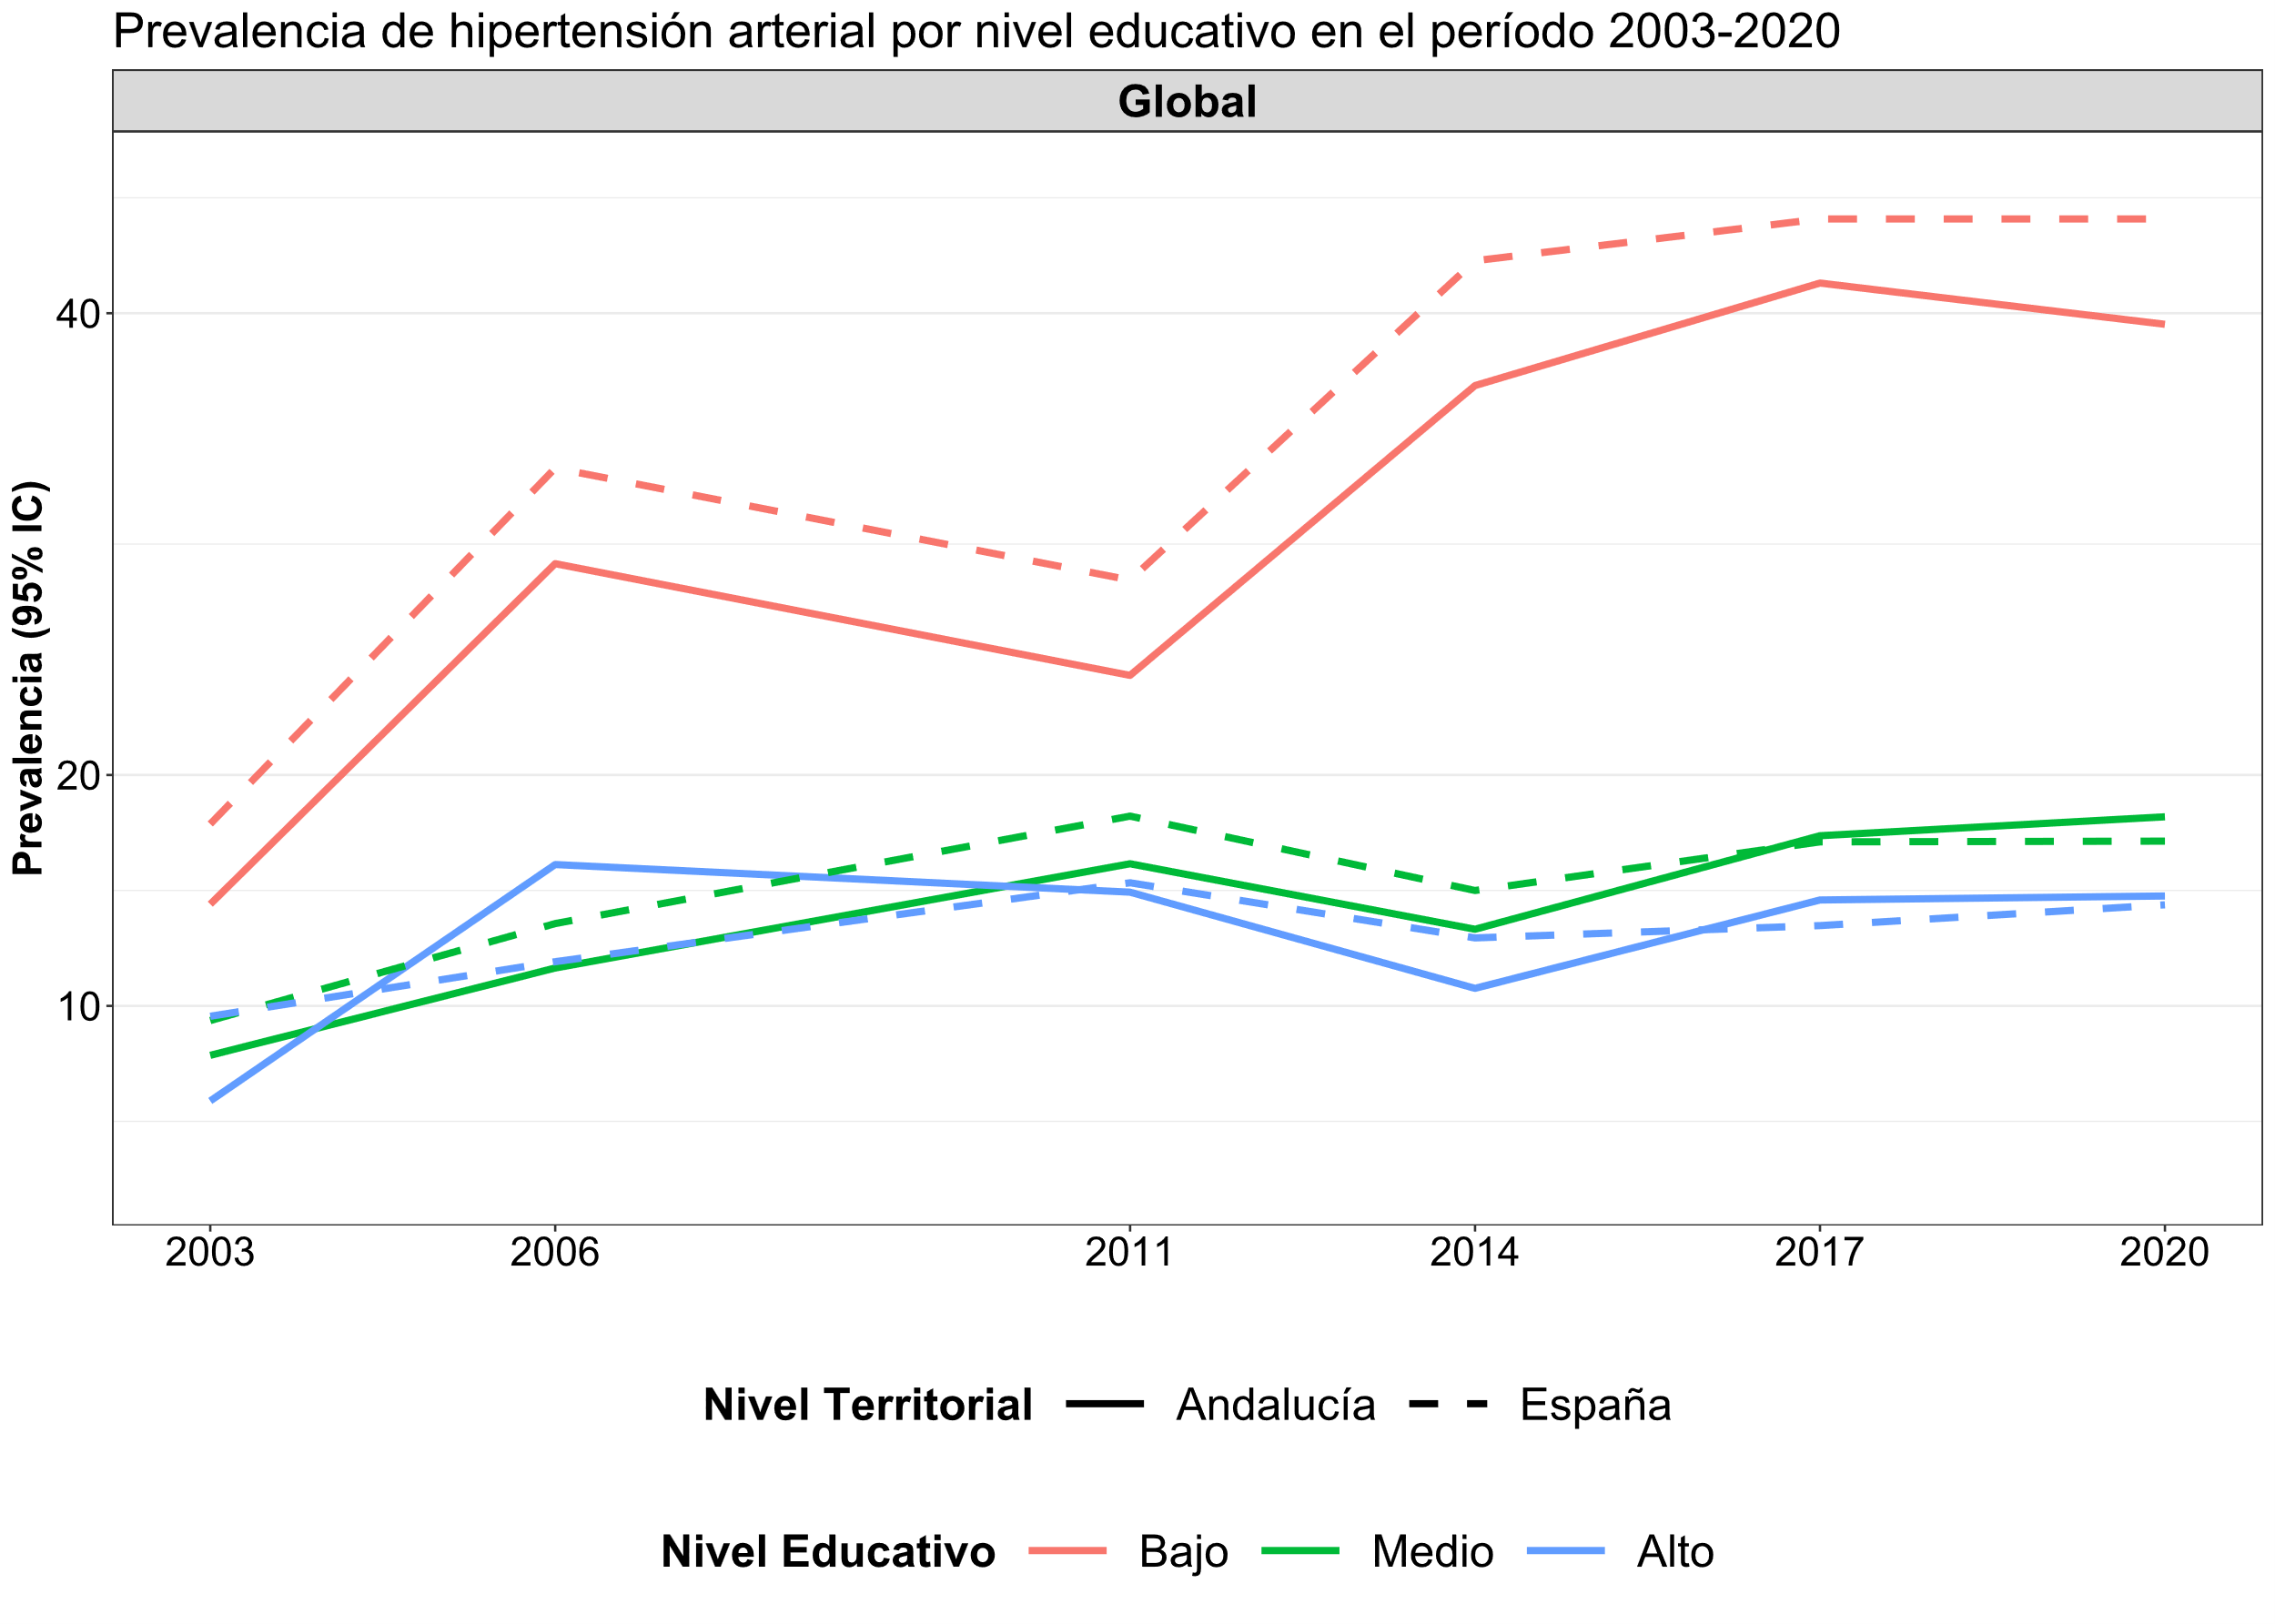 Prevalencia de hipertensión arterial por nivel educativo en el período 2003-2020
Global
Prevalencia (95% IC)
40
20
10
2003 2006 2011 2014 2017 2020
Nivel Territorial Andalucía España
Nivel Educativo Bajo Medio Alto